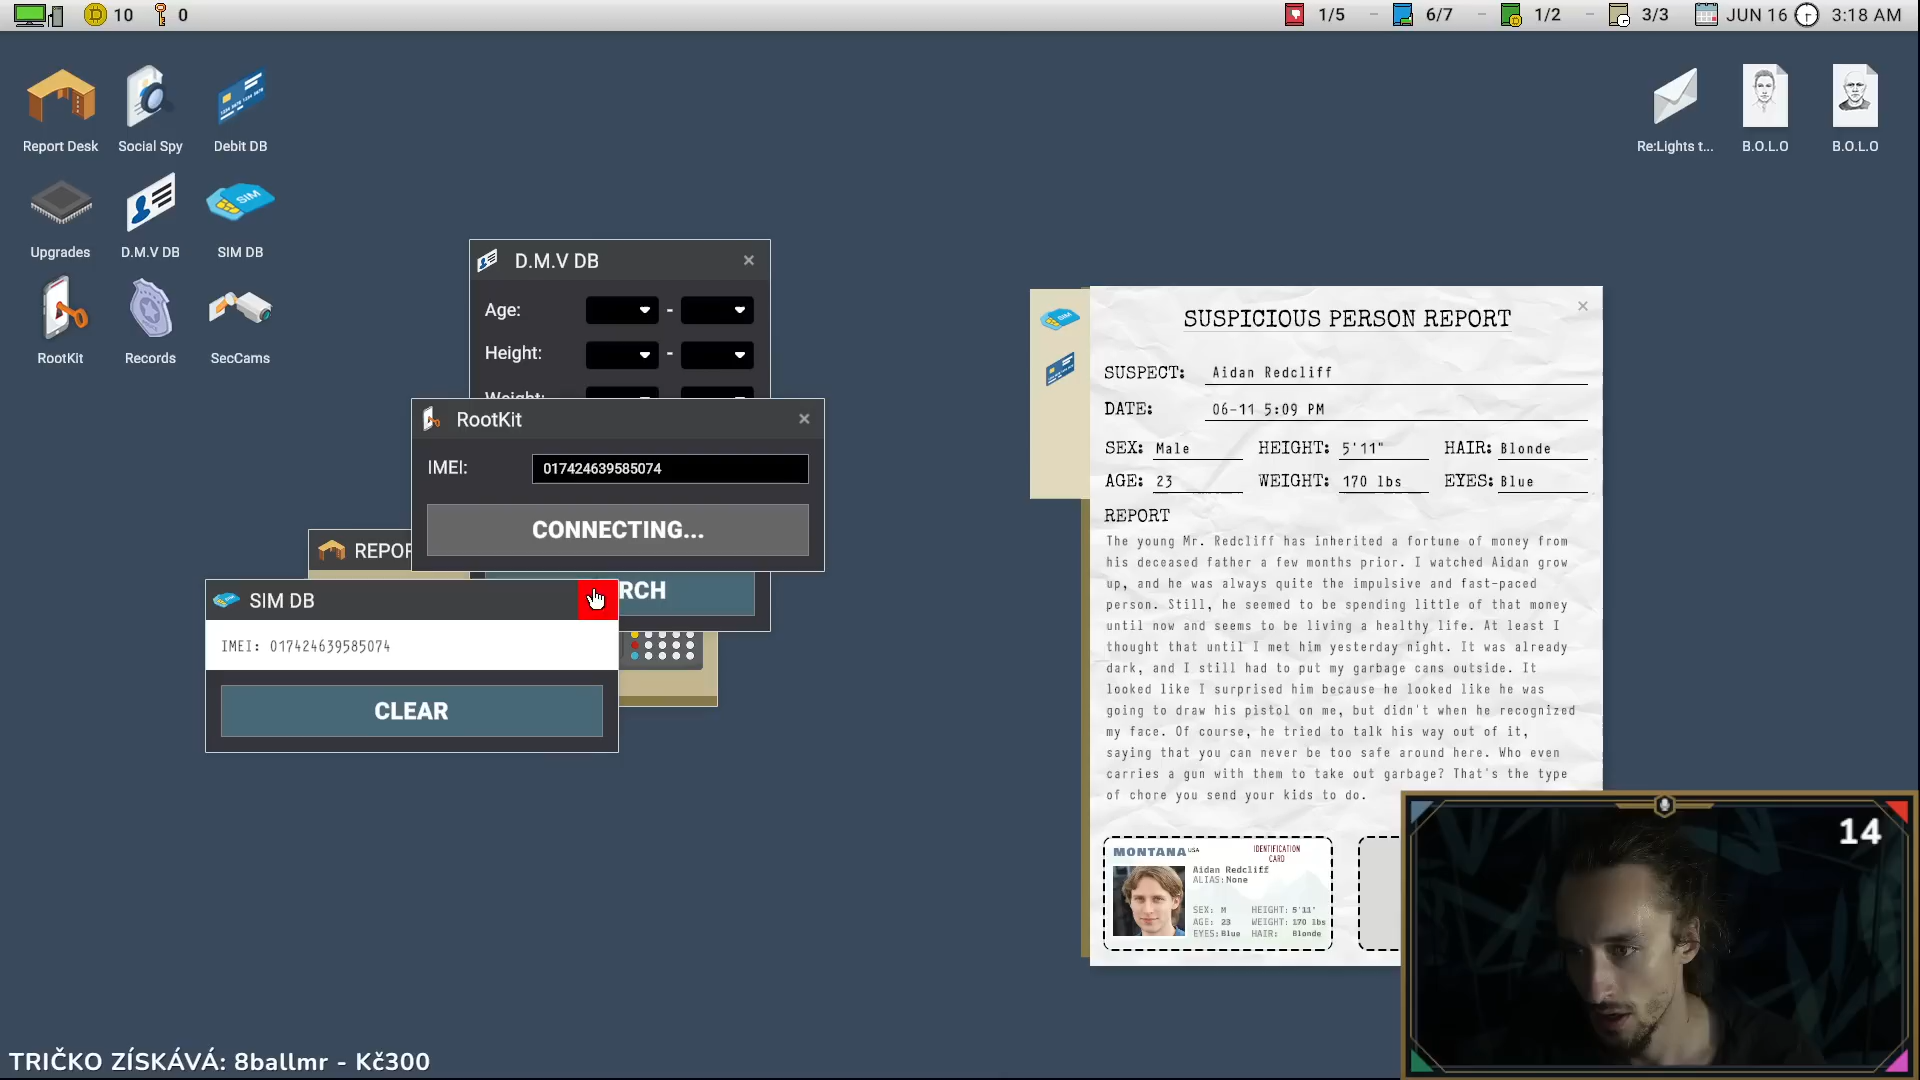 10
0
1/5
6/7
1/2
3/3
JUN 16
3:18 AM
Report Desk
Social Spy
Debit DB
Re:Lights t...
B.O.L.O
B.O.L.O
Upgrades
D.M.V DB
SIM DB
RootKit
Records
SecCams
D.M.V DB
Age:
-
Height:
-
RootKit
IMEI:
017424639585074
CONNECTING...
REPOR
RCH
SIM DB
IMEI: 017424639585074
CLEAR
SUSPICIOUS PERSON REPORT
SUSPECT: Aidan Redcliff
DATE: 06-11 5:09 PM
SEX: Male HEIGHT: 5'11" HAIR: Blonde
AGE: 23 WEIGHT: 170 lbs EYES: Blue
REPORT
The young Mr. Redcliff has inherited a fortune of money from
his deceased father a few months prior. I watched Aidan grow
up, and he was always quite the impulsive and fast-paced
person. Still, he seemed to be spending little of that money
until now and seems to be living a healthy life. At least I
thought that until I met him yesterday night. It was already
dark, and I still had to put my garbage cans outside. It
looked like I surprised him because he looked like he was
going to draw his pistol on me, but didn't when he recognized
my face. Of course, he tried to talk his way out of it,
saying that you can never be too safe around here. Who even
carries a gun with them to take out garbage? That's the type
of chore you send your kids to do.
MONTANA USA IDENTIFICATION CARD
Aidan Redcliff
ALIAS: None
SEX: M HEIGHT: 5'11"
AGE: 23 WEIGHT: 170 lbs
EYES: Blue HAIR: Blonde
14
TRIČKO ZÍSKÁVÁ: 8ballmr - Kč300